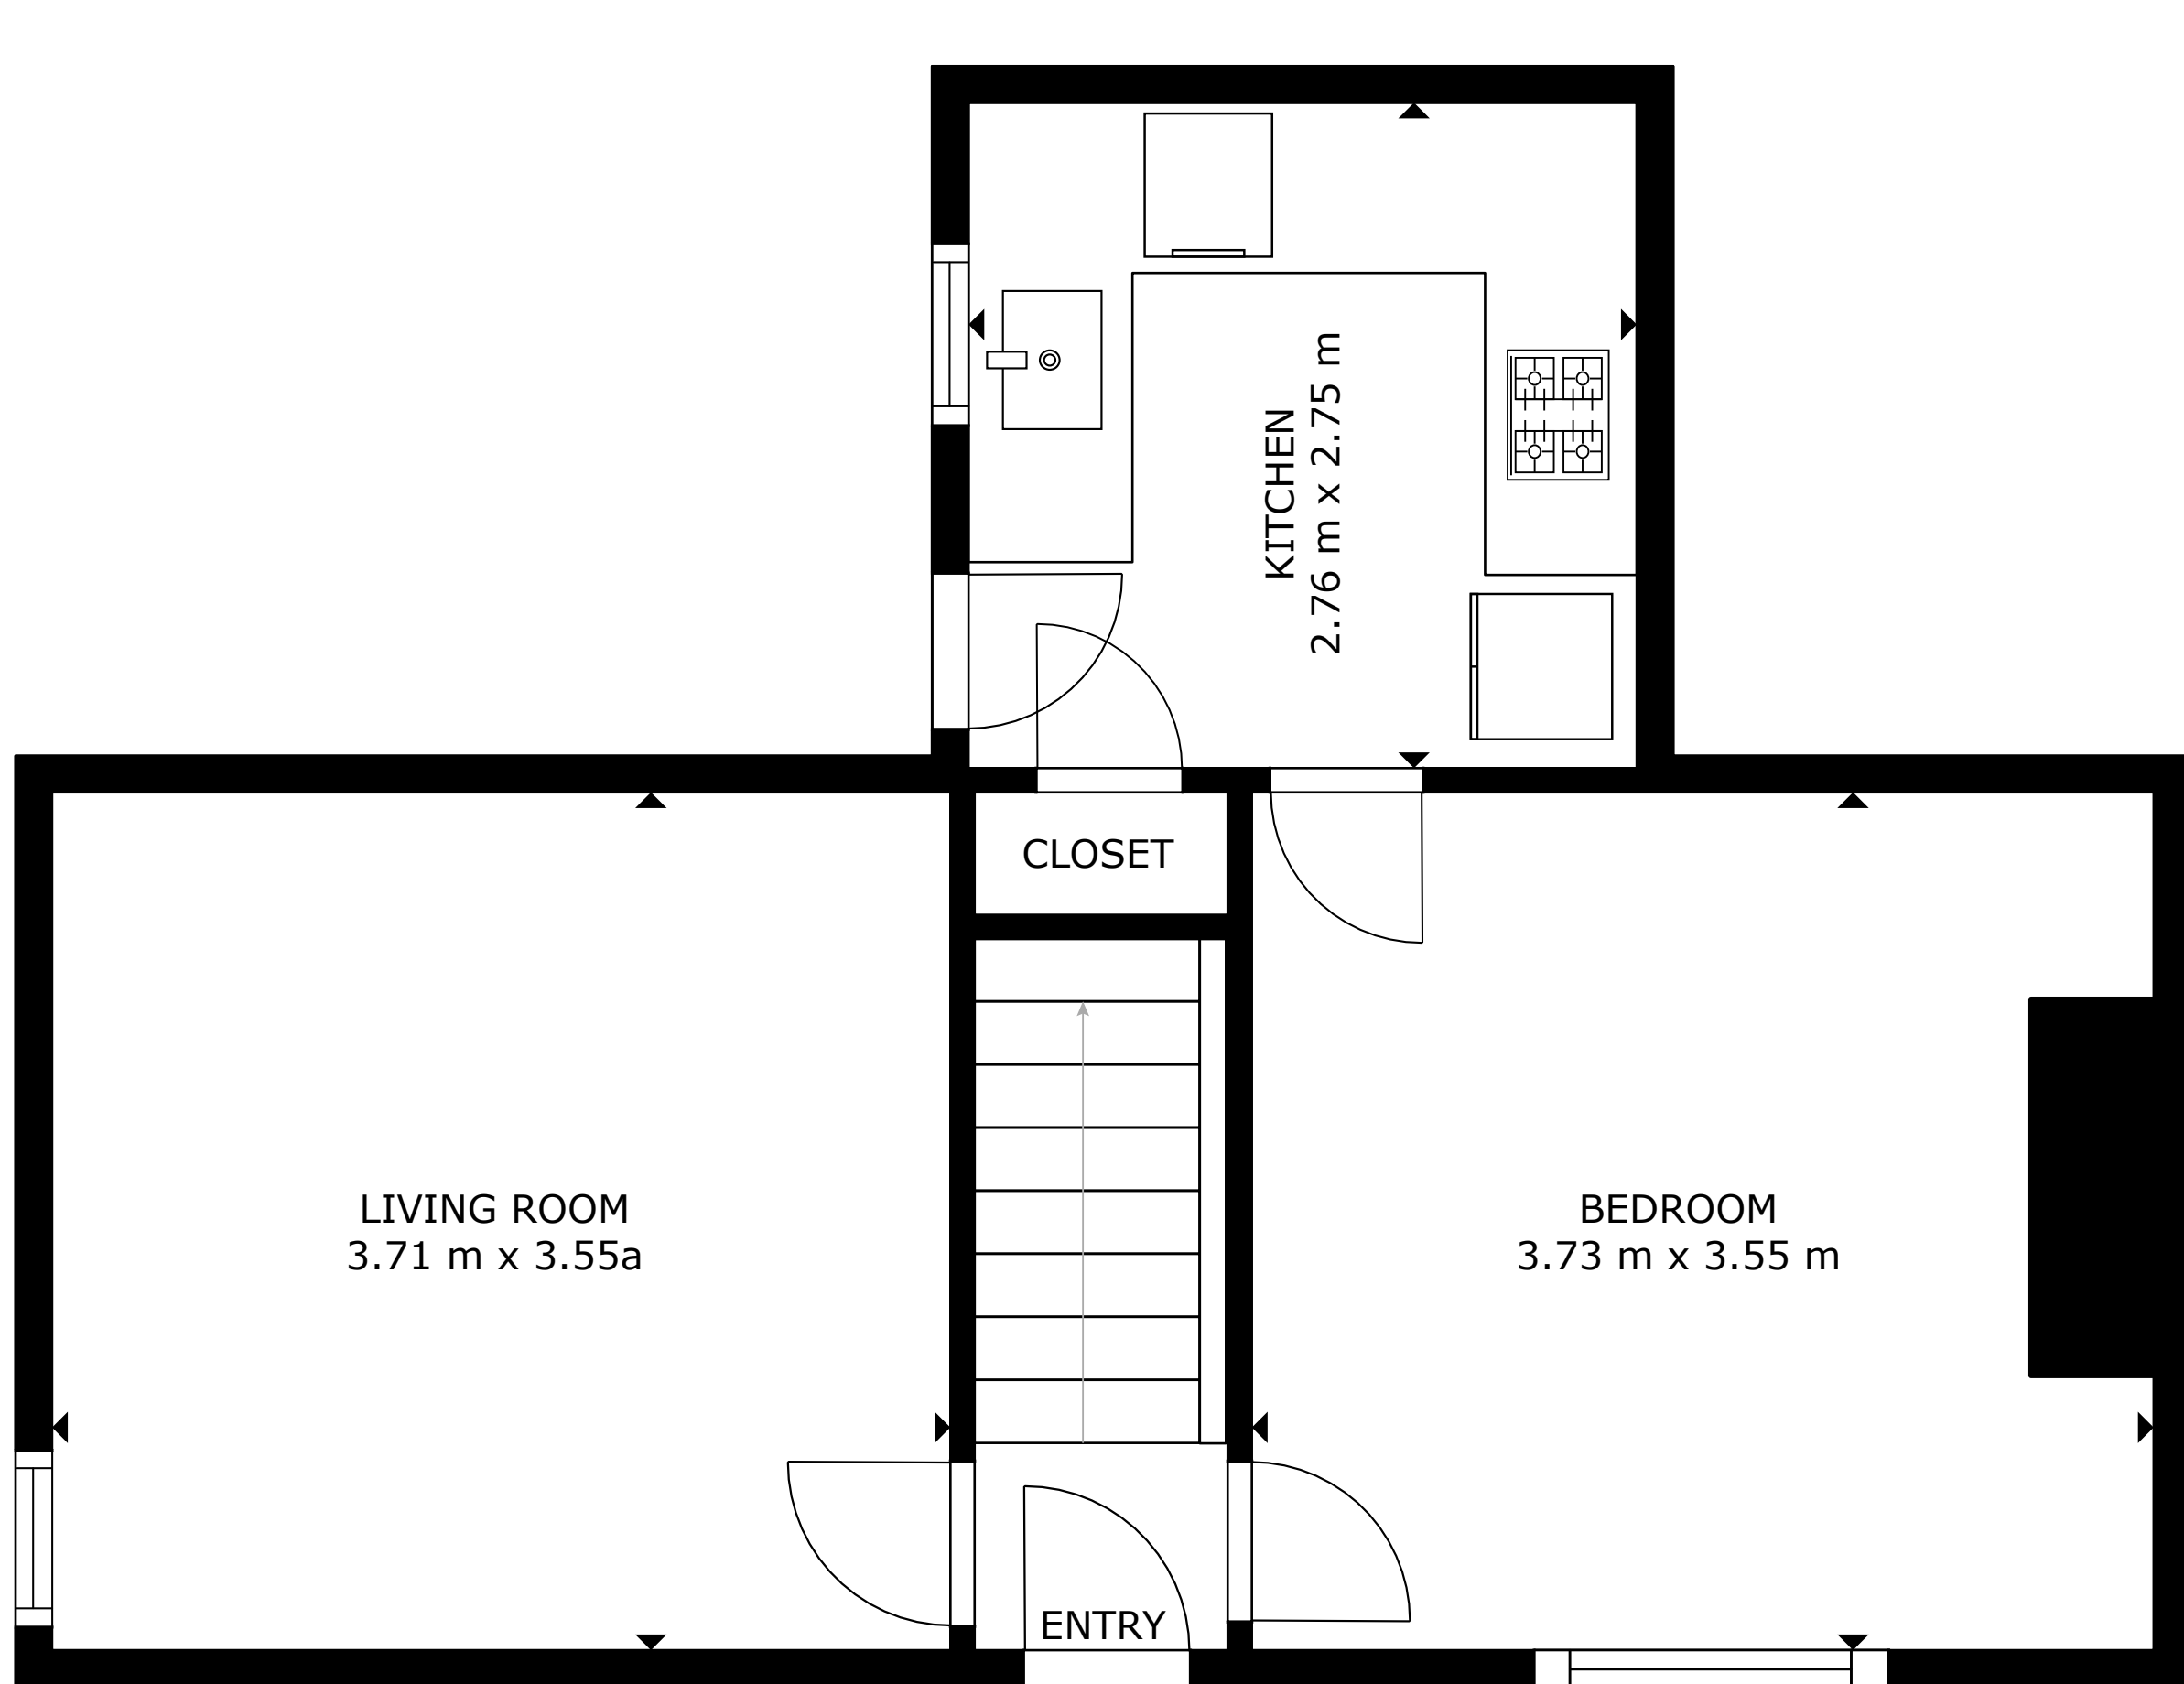 KITCHEN
2.76 m x 2.75 m
CLOSET
LIVING ROOM
3.71 m x 3.55a
BEDROOM
3.73 m x 3.55 m
ENTRY